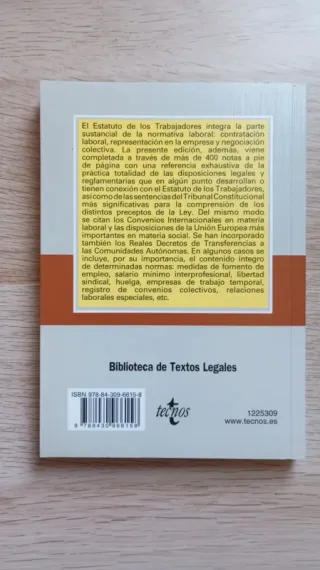 El Estatuto de los Trabajadores integra la parte
sustancial de la normativa laboral: contratación
laboral, representación en la empresa y negociación
colectiva. La presente edición, además, viene
completada a través de más de 400 notas a pie
de página con una referencia exhaustiva de la
práctica totalidad de las disposiciones legales y
reglamentarias que en algún punto desarrollan o
tienen conexión con el Estatuto de los Trabajadores,
así como de las sentencias del Tribunal Constitucional
más significativas para la comprensión de los
distintos preceptos de la Ley. Del mismo modo
se citan los Convenios Internacionales en materia
laboral y las disposiciones de la Unión Europea más
importantes en materia social. Se han incorporado
también los Reales Decretos de Transferencias a
las Comunidades Autónomas. En algunos casos se
incluye, por su importancia, el contenido íntegro
de determinadas normas: medidas de fomento de
empleo, salario mínimo interprofesional, libertad
sindical, huelga, empresas de trabajo temporal,
registro de convenios colectivos, relaciones
laborales especiales, etc.
Biblioteca de Textos Legales
ISBN 978-84-309-6615-8
9 788430 966158
tecnos
1225309
www.tecnos.es